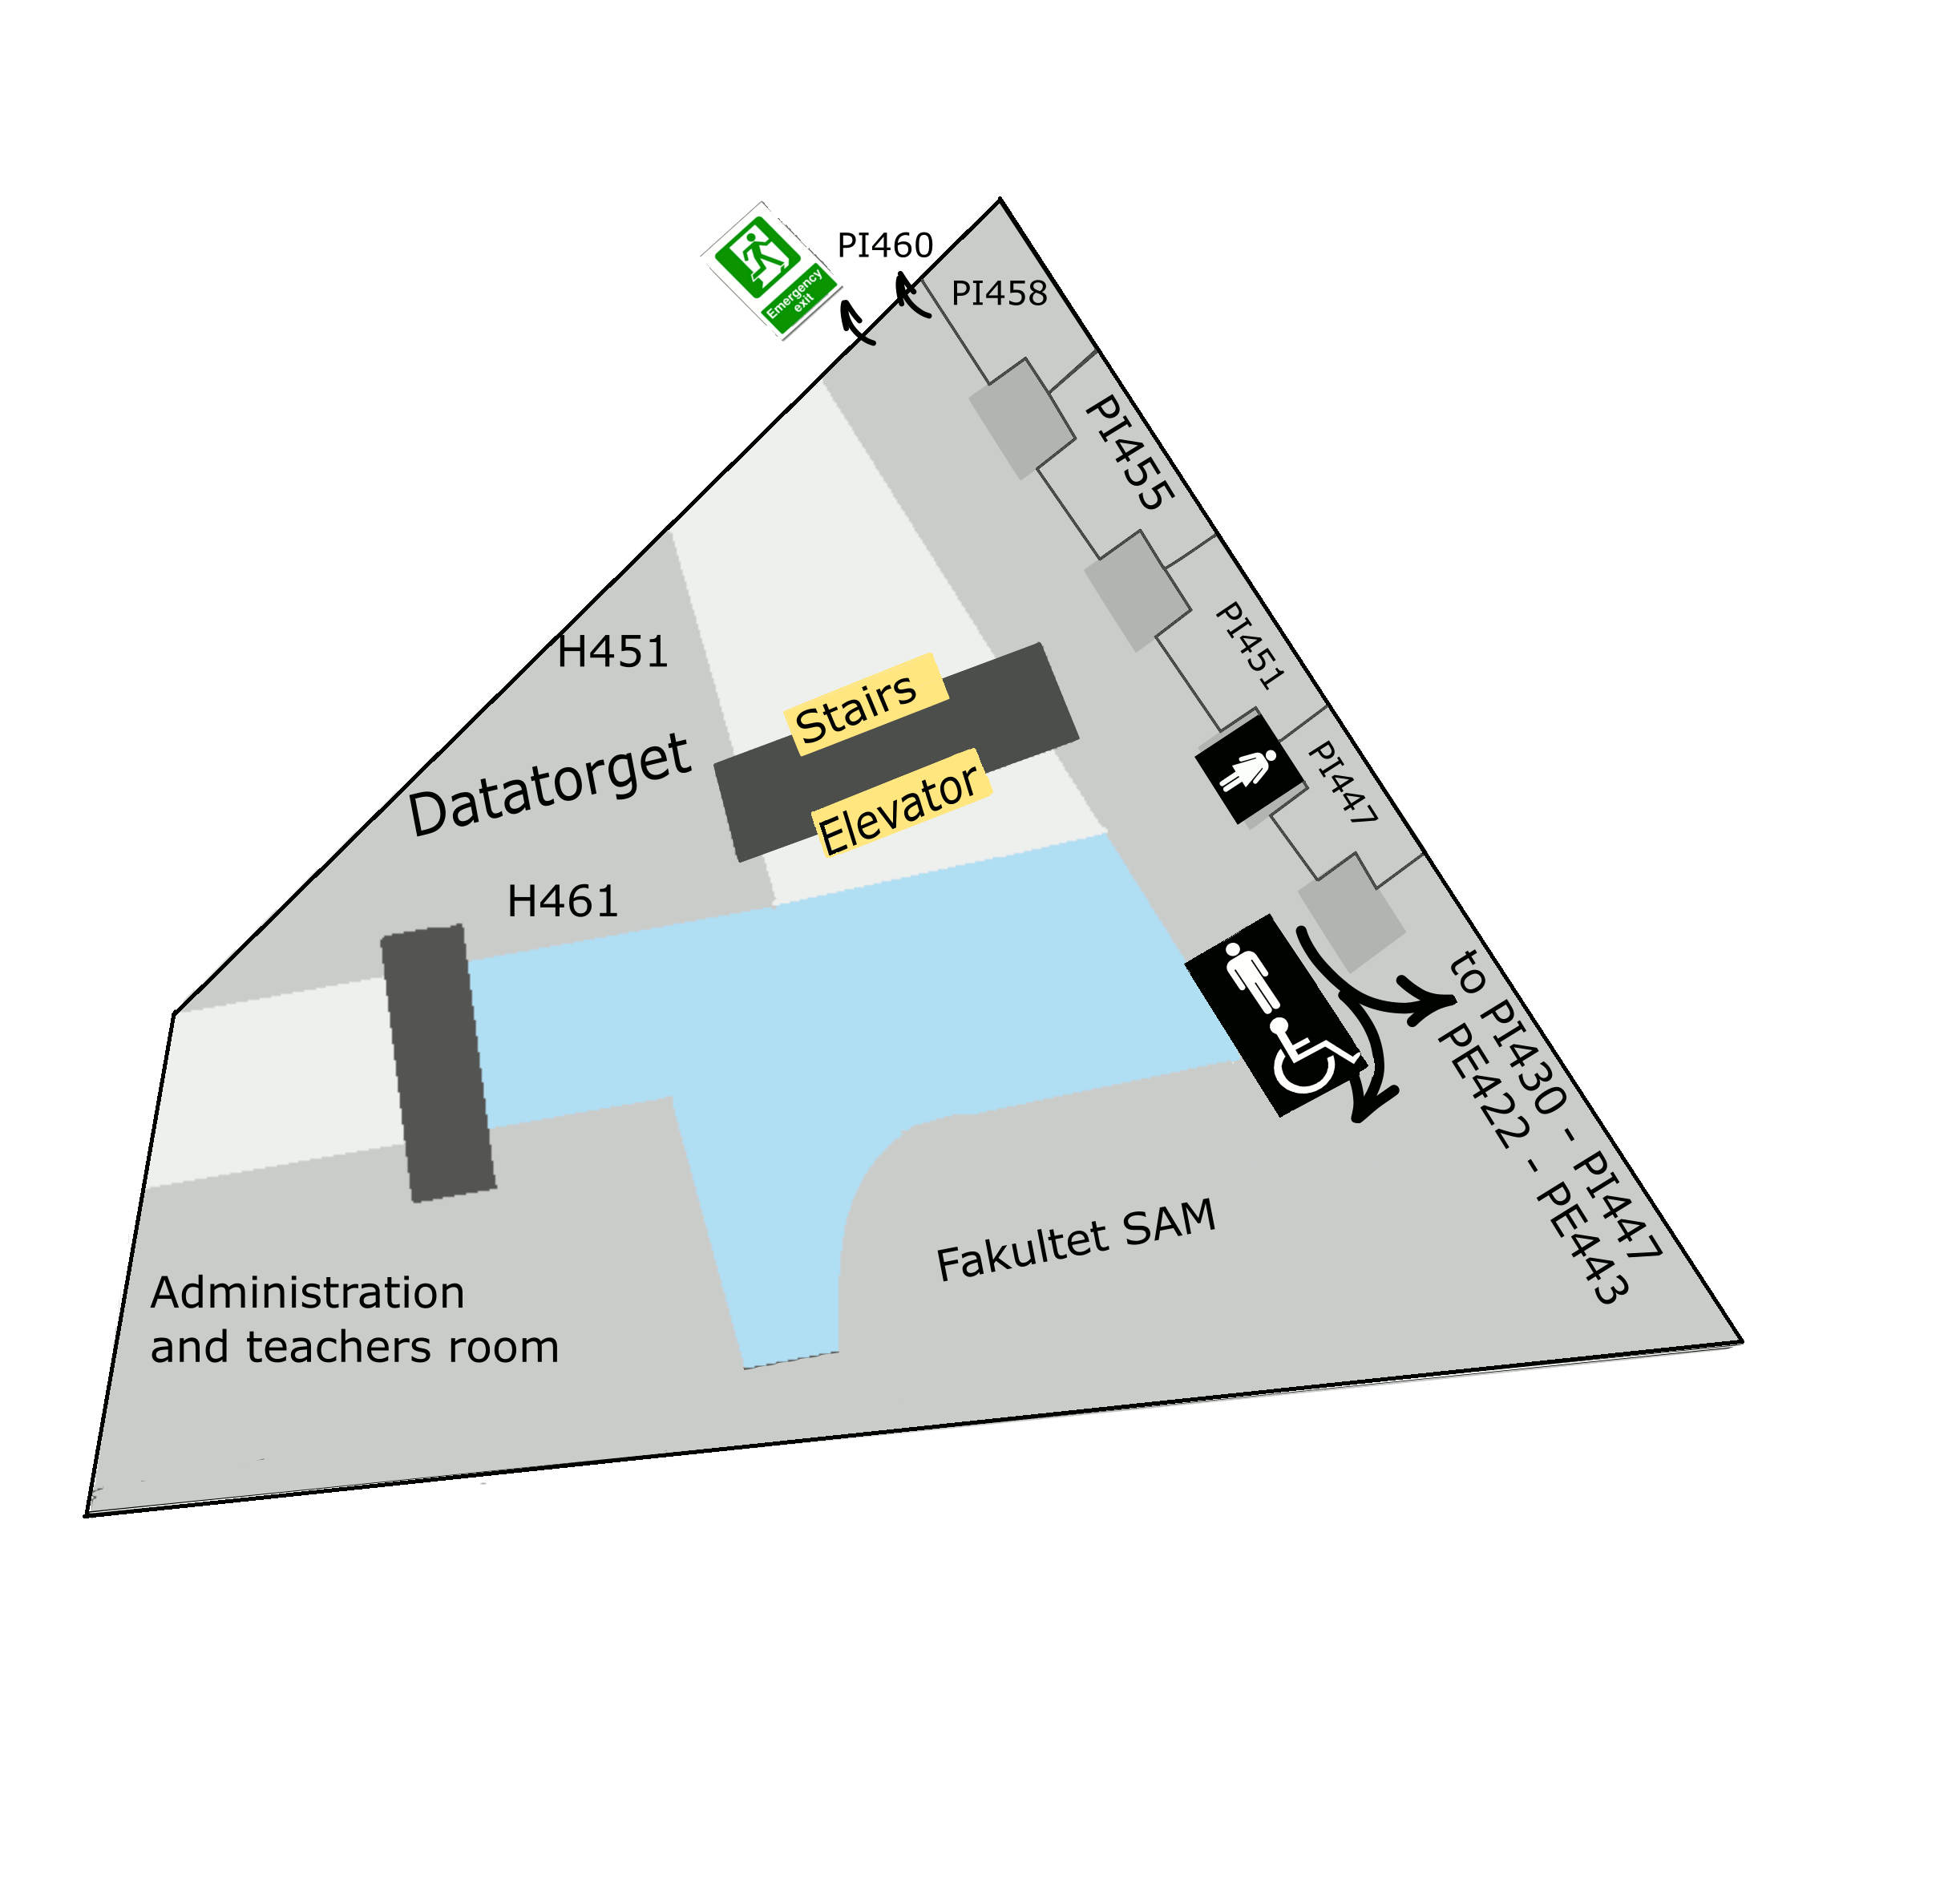 PI460
Emergency
exit
PI458
PI455
H451
PI451
Stairs
Datatorget
Elevator
PI447
H461
to PI430 - PI447
PE422 - PE443
Fakultet SAM
Administration
and teachers room